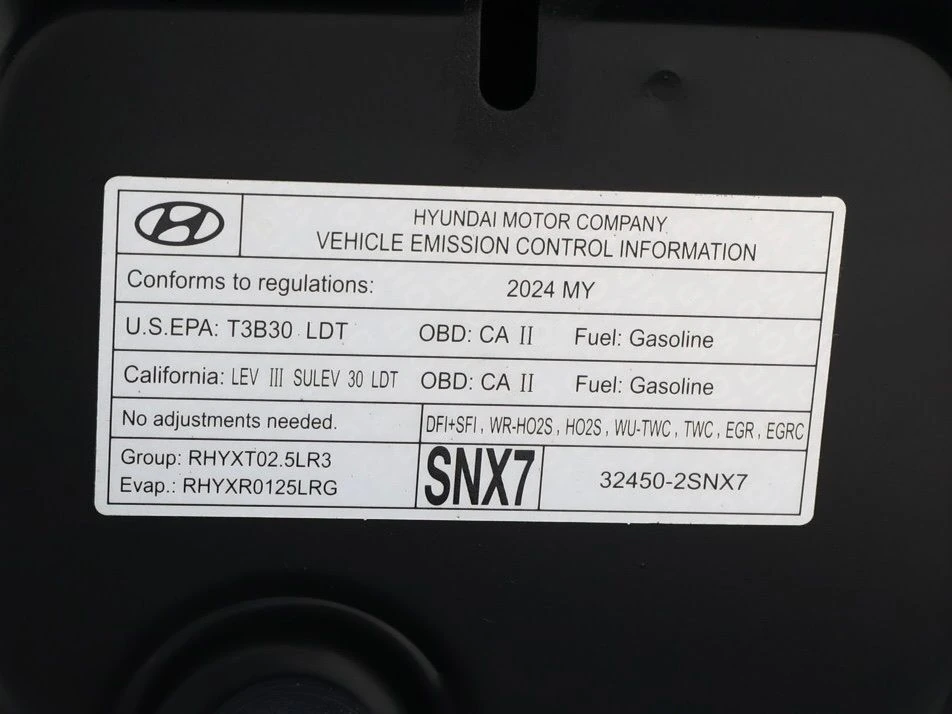 HYUNDAI MOTOR COMPANY
VEHICLE EMISSION CONTROL INFORMATION
Conforms to regulations: 2024 MY
U.S.EPA: T3B30 LDT OBD: CA II Fuel: Gasoline
California: LEV III SULEV 30 LDT OBD: CA II Fuel: Gasoline
No adjustments needed. DFI+SFI, WR-HO2S, HO2S, WU-TWC, TWC, EGR, EGRC
Group: RHYXT02.5LR3
Evap.: RHYXR0125LRG
SNX7
32450-2SNX7